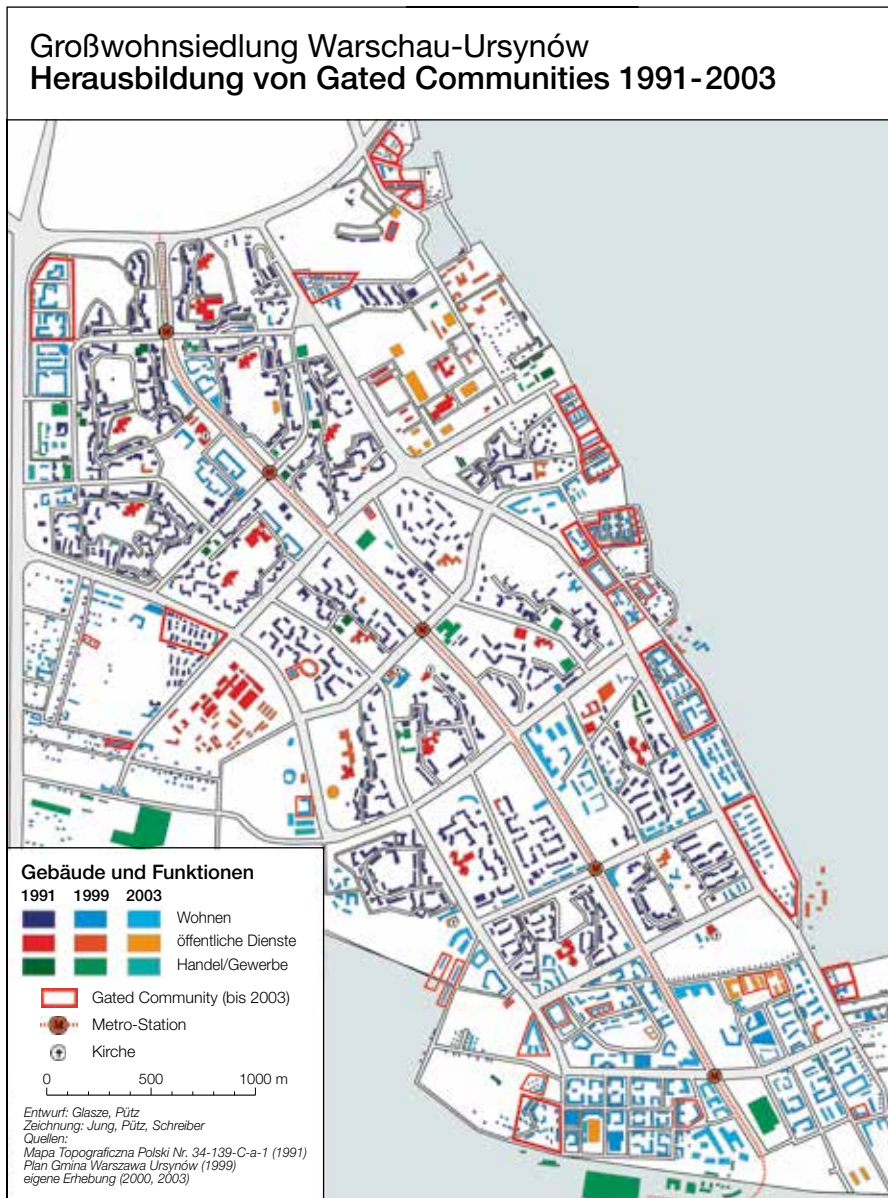 Großwohnsiedlung Warschau-Ursynów
Herausbildung von Gated Communities 1991-2003
M
M
M
M
M
Gebäude und Funktionen
1991 1999 2003
Wohnen
öffentliche Dienste
Handel/Gewerbe
Gated Community (bis 2003)
M Metro-Station
Kirche
0 500 1000 m
Entwurf: Glasze, Pütz
Zeichnung: Jung, Pütz, Schreiber
Quellen:
Mapa Topograficzna Polski Nr. 34-139-C-a-1 (1991)
Plan Gmina Warszawa Ursynów (1999)
eigene Erhebung (2000, 2003)